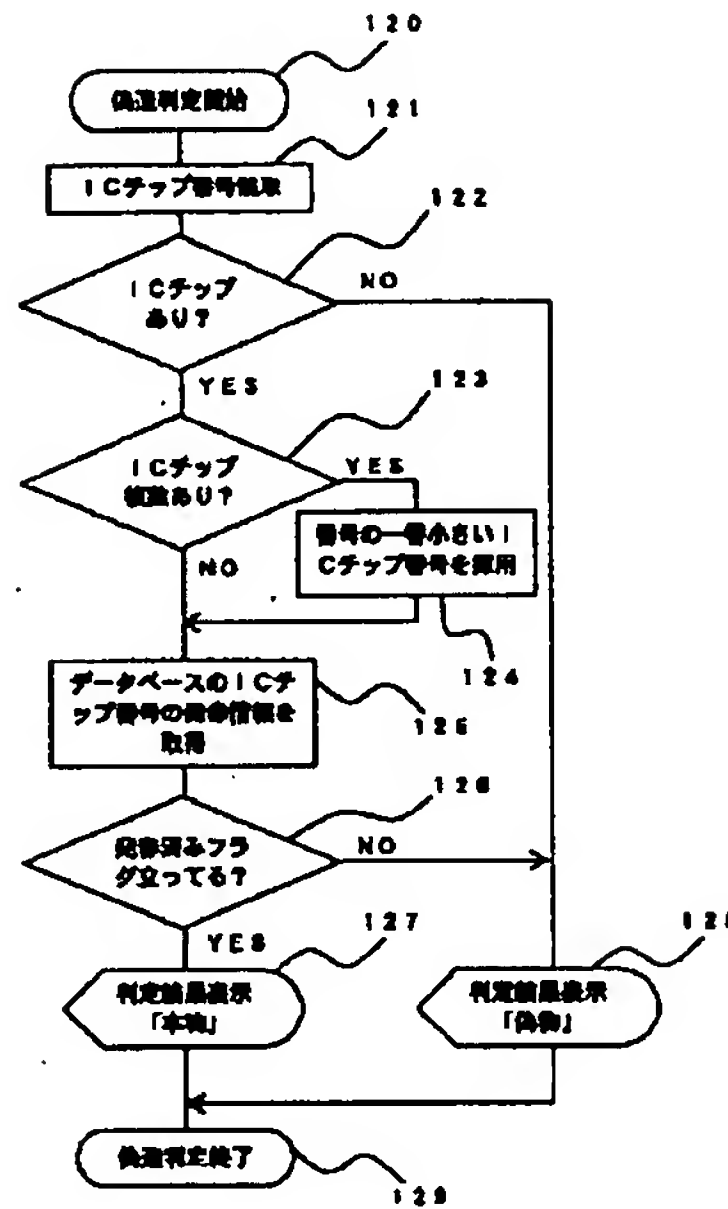 120
偽造判定開始
121
ICチップ番号読取
122
ICチップ
あり？
NO
YES
123
ICチップ
複数あり？
YES
NO
番号の一番小さいI
Cチップ番号を採用
124
データベースのICチ
ップ番号の
情報を
取得
125
126
済みフラ
グ立ってる？
NO
YES
127
判定結果表示
「本物」
判定結果表示
「偽物」
偽造判定終了
129